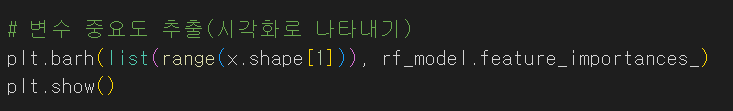 # 변수 중요도 추출(시각화로 나타내기)
plt.barh(list(range(x.shape[1])), rf_model.feature_importances_)
plt.show()